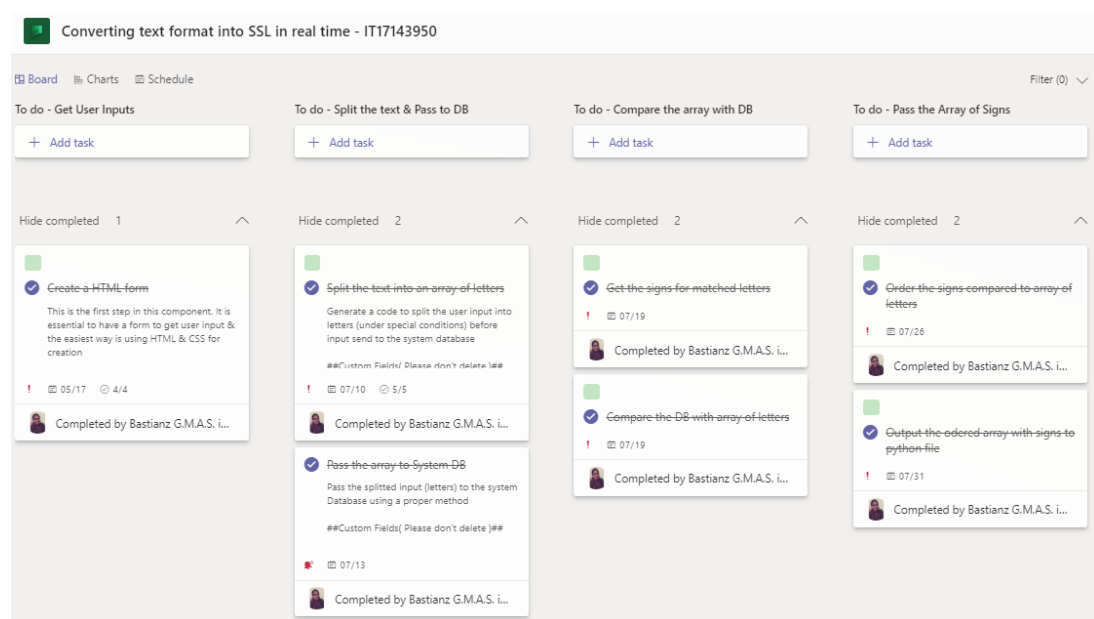 Converting text format into SSL in real time - IT17143950
Board Charts Schedule Filter (0)
To do - Get User Inputs
+ Add task
Hide completed 1
Create a HTML form
This is the first step in this component. It is
essential to have a form to get user input &
the easiest way is using HTML & CSS for
creation
! 05/17 4/4
Completed by Bastianz G.M.A.S. i...
To do - Split the text & Pass to DB
+ Add task
Hide completed 2
Split the text into an array of letters
Generate a code to split the user input into
letters (under special conditions) before
input send to the system database
##Custom Fields( Please don't delete )##
! 07/10 5/5
Completed by Bastianz G.M.A.S. i...
Pass the array to System DB
Pass the splitted input (letters) to the system
Database using a proper method
##Custom Fields( Please don't delete )##
07/13
Completed by Bastianz G.M.A.S. i...
To do - Compare the array with DB
+ Add task
Hide completed 2
Get the signs for matched letters
! 07/19
Completed by Bastianz G.M.A.S. i...
Compare the DB with array of letters
! 07/19
Completed by Bastianz G.M.A.S. i...
To do - Pass the Array of Signs
+ Add task
Hide completed 2
Order the signs compared to array of
letters
! 07/26
Completed by Bastianz G.M.A.S. i...
Output the odered array with signs to
python file
! 07/31
Completed by Bastianz G.M.A.S. i...